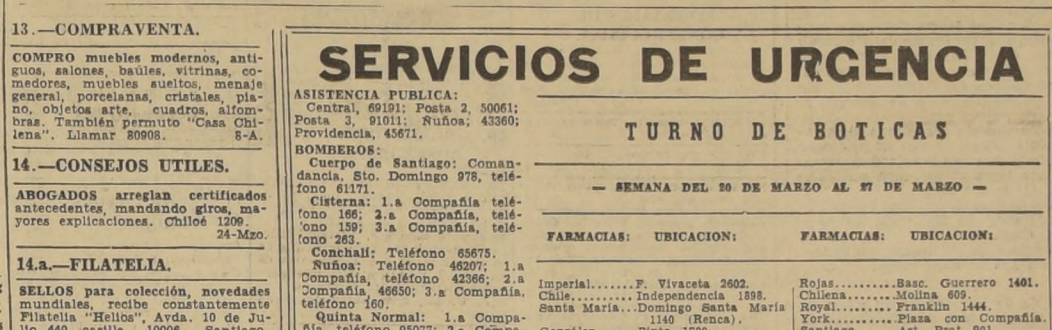 13.—COMPRAVENTA.
COMPRO muebles modernos, anti-
guos, salones, baúles, vitrinas, co-
medores, muebles sueltos, menaje
general, porcelanas, cristales, pia-
no, objetos arte, cuadros, alfom-
bras. También permuto "Casa Chi-
lena". Llamar 80908. 8-A.
14.—CONSEJOS UTILES.
ABOGADOS arreglan certificados
antecedentes, mandando giros, ma-
yores explicaciones. Chiloé 1209.
24-Mzo.
14.a.—FILATELIA.
SELLOS para colección, novedades
mundiales, recibe constantemente
Filatelia "Helios", Avda. 10 de Ju-
SERVICIOS DE URGENCIA
ASISTENCIA PUBLICA:
Central, 69191; Posta 2, 50061;
Posta 3, 91011; Ñuñoa; 43360;
Providencia, 45671.
BOMBEROS:
Cuerpo de Santiago: Coman-
dancia, Sto. Domingo 978, telé-
fono 61171.
Cisterna: 1.a Compañía, telé-
fono 166; 2.a Compañía, telé-
fono 159; 3.a Compañía, telé-
fono 263.
Conchalí: Teléfono 65675.
Ñuñoa: Teléfono 46207; 1.a
Compañía, teléfono 42366; 2.a
Compañía, 46650; 3.a Compañía,
teléfono 160.
Quinta Normal: 1.a Compa-
TURNO DE BOTICAS
— SEMANA DEL 20 DE MARZO AL 27 DE MARZO —
FARMACIAS: UBICACION: FARMACIAS: UBICACION:
Imperial.......F. Vivaceta 2602.
Chile..........Independencia 1898.
Santa María...Domingo Santa María
1140 (Renca).
Rojas..........Basc. Guerrero 1401.
Chilena........Molina 609.
Royal..........Franklin 1444.
York...........Plaza con Compañía.